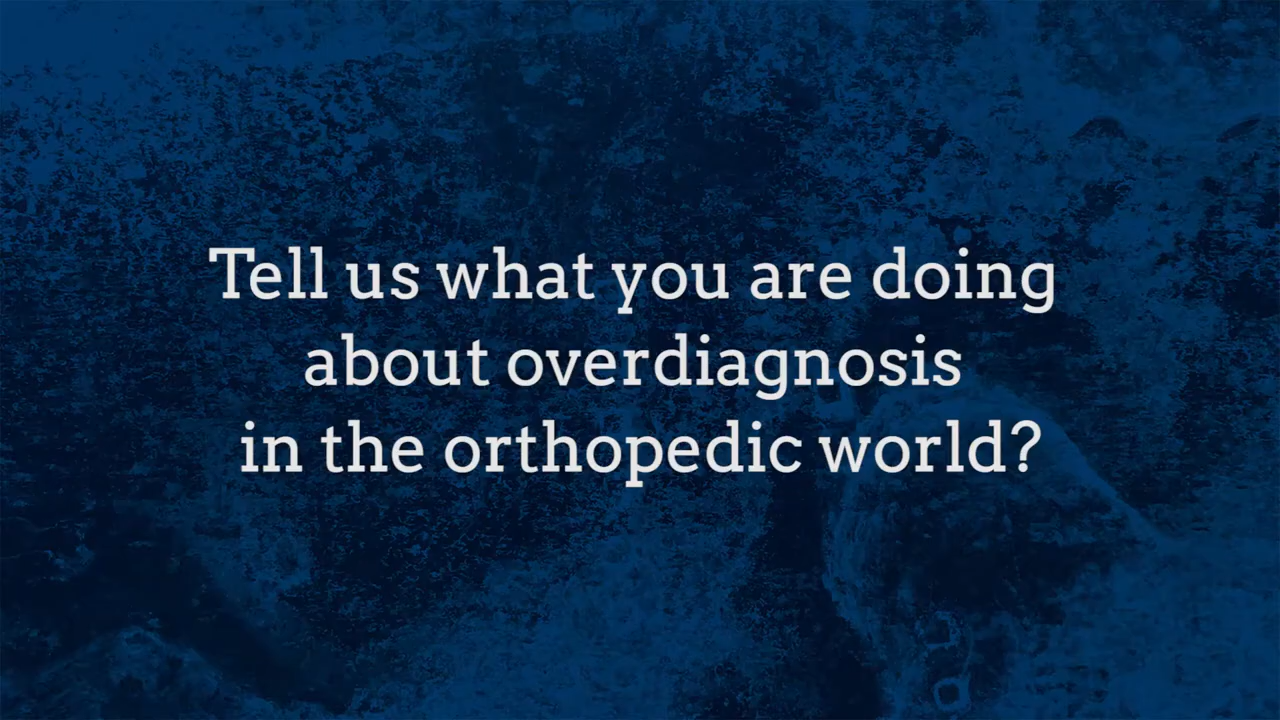 Tell us what you are doing
about overdiagnosis
in the orthopedic world?